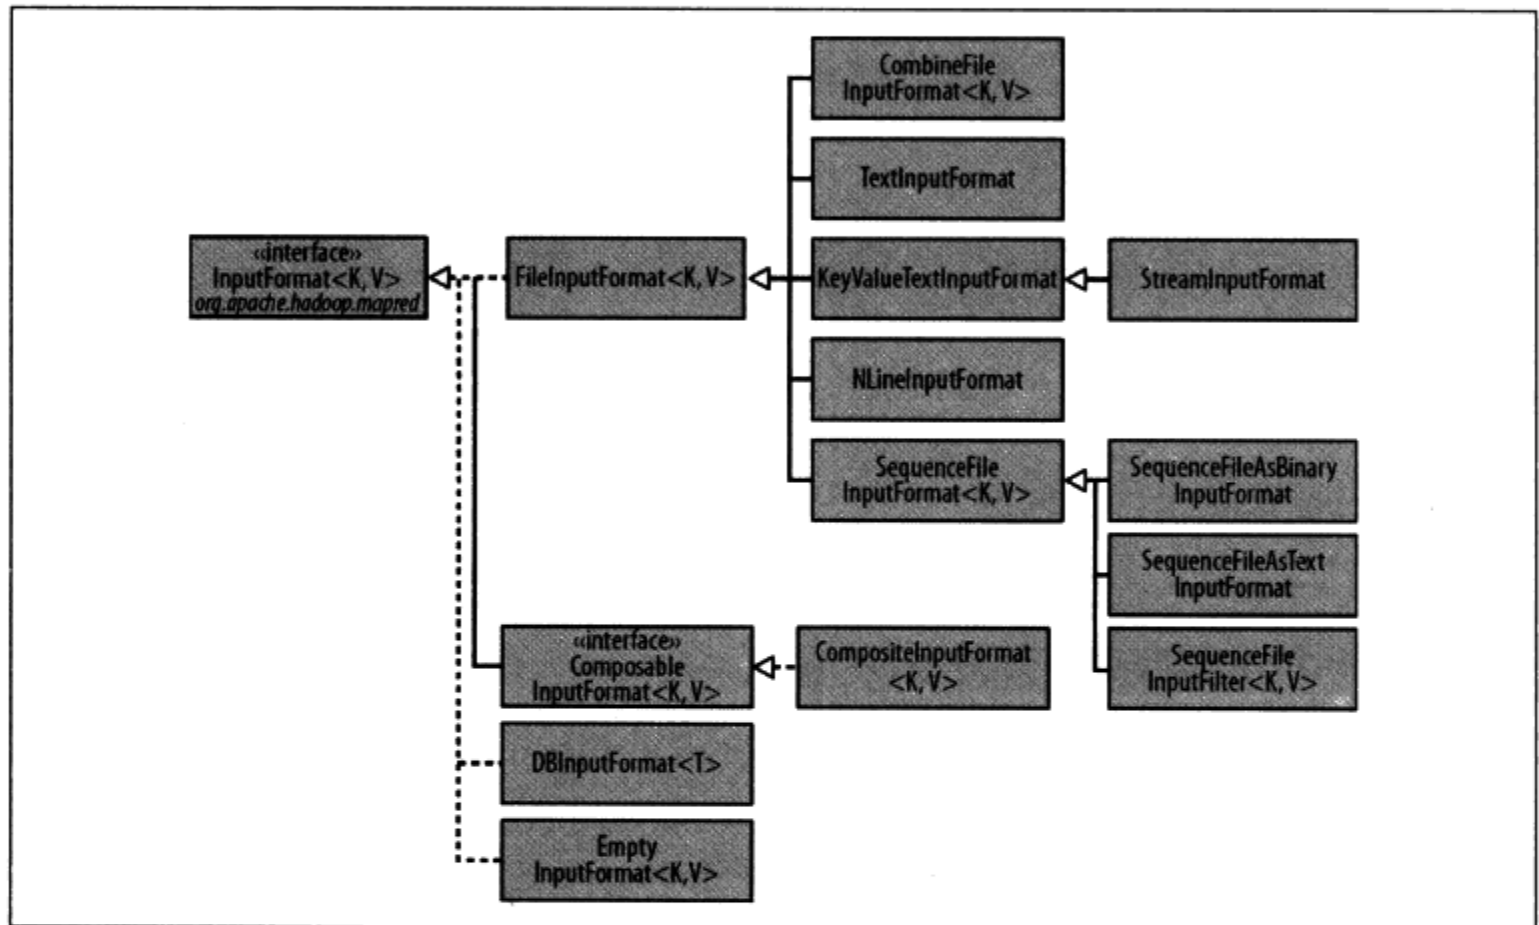 CombineFile
InputFormat<K, V>
TextInputFormat
«interface»
InputFormat<K, V>
org.apache.hadoop.mapred
FileInputFormat<K, V>
KeyValueTextInputFormat
StreamInputFormat
NLineInputFormat
SequenceFile
InputFormat<K, V>
SequenceFileAsBinary
InputFormat
SequenceFileAsText
InputFormat
«interface»
Composable
InputFormat<K, V>
CompositeInputFormat
<K, V>
SequenceFile
InputFilter<K, V>
DBInputFormat<T>
Empty
InputFormat<K,V>